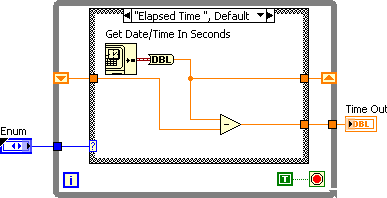 "Elapsed Time ", Default
Get Date/Time In Seconds
DBL
Time Out
DBL
Enum
?
i
T